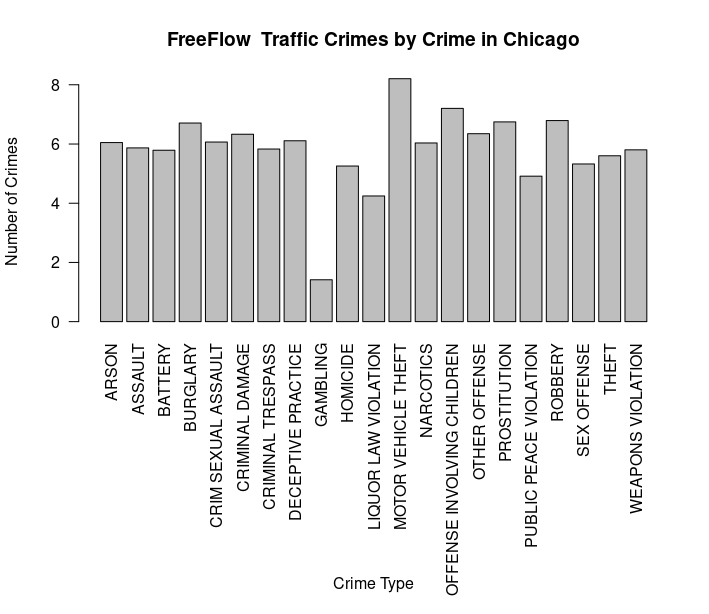 FreeFlow  Traffic Crimes by Crime in Chicago
Number of Crimes
8
6
4
2
0
ARSON
ASSAULT
BATTERY
BURGLARY
CRIM SEXUAL ASSAULT
CRIMINAL DAMAGE
CRIMINAL TRESPASS
DECEPTIVE PRACTICE
GAMBLING
HOMICIDE
LIQUOR LAW VIOLATION
MOTOR VEHICLE THEFT
NARCOTICS
OFFENSE INVOLVING CHILDREN
OTHER OFFENSE
PROSTITUTION
PUBLIC PEACE VIOLATION
ROBBERY
SEX OFFENSE
THEFT
WEAPONS VIOLATION
Crime Type